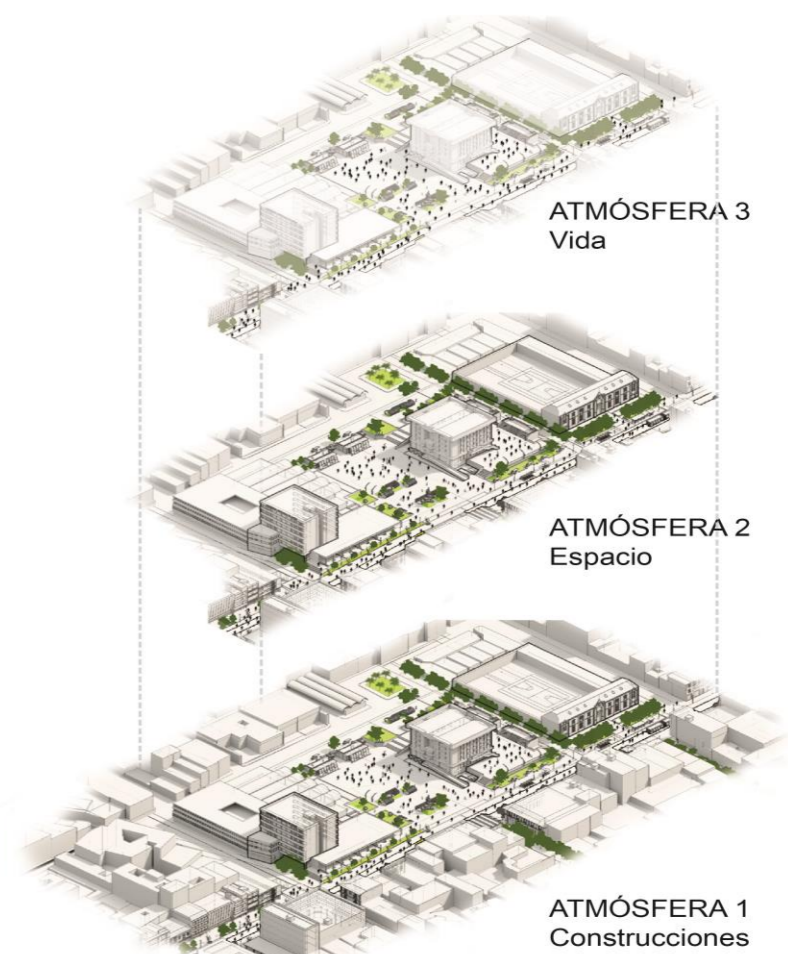 ATMÓSFERA 3
Vida
ATMÓSFERA 2
Espacio
ATMÓSFERA 1
Construcciones